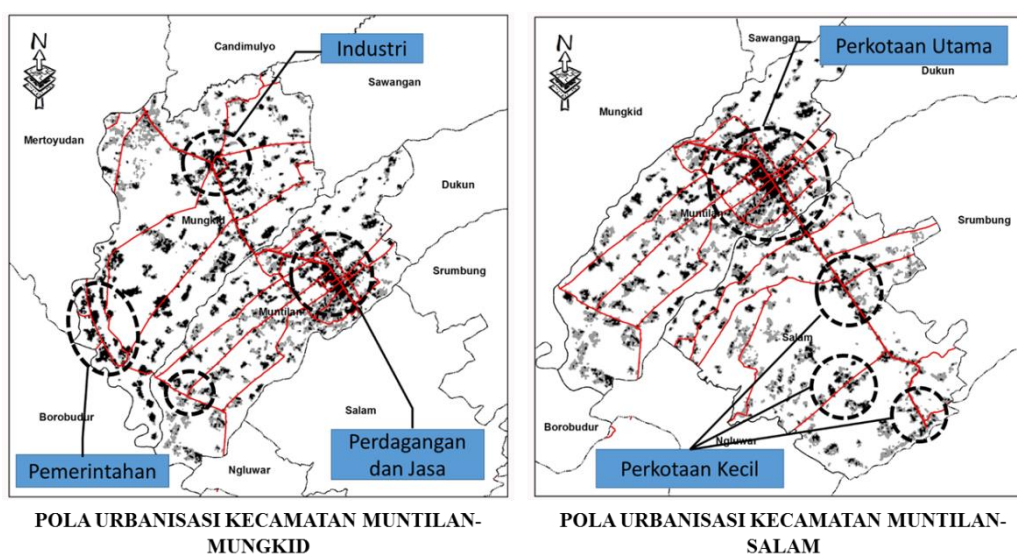 N
Candimulyo
Industri
Sawangan
Mertoyudan
Dukun
Mungkid
Srumbung
Muntilan
Borobudur
Salam
Pemerintahan
Perdagangan
dan Jasa
Ngluwar
POLA URBANISASI KECAMATAN MUNTILAN-
MUNGKID
N
Sawangan
Perkotaan Utama
Dukun
Mungkid
Muntilan
Srumbung
Salam
Borobudur
Ngluwar
Perkotaan Kecil
POLA URBANISASI KECAMATAN MUNTILAN-
SALAM